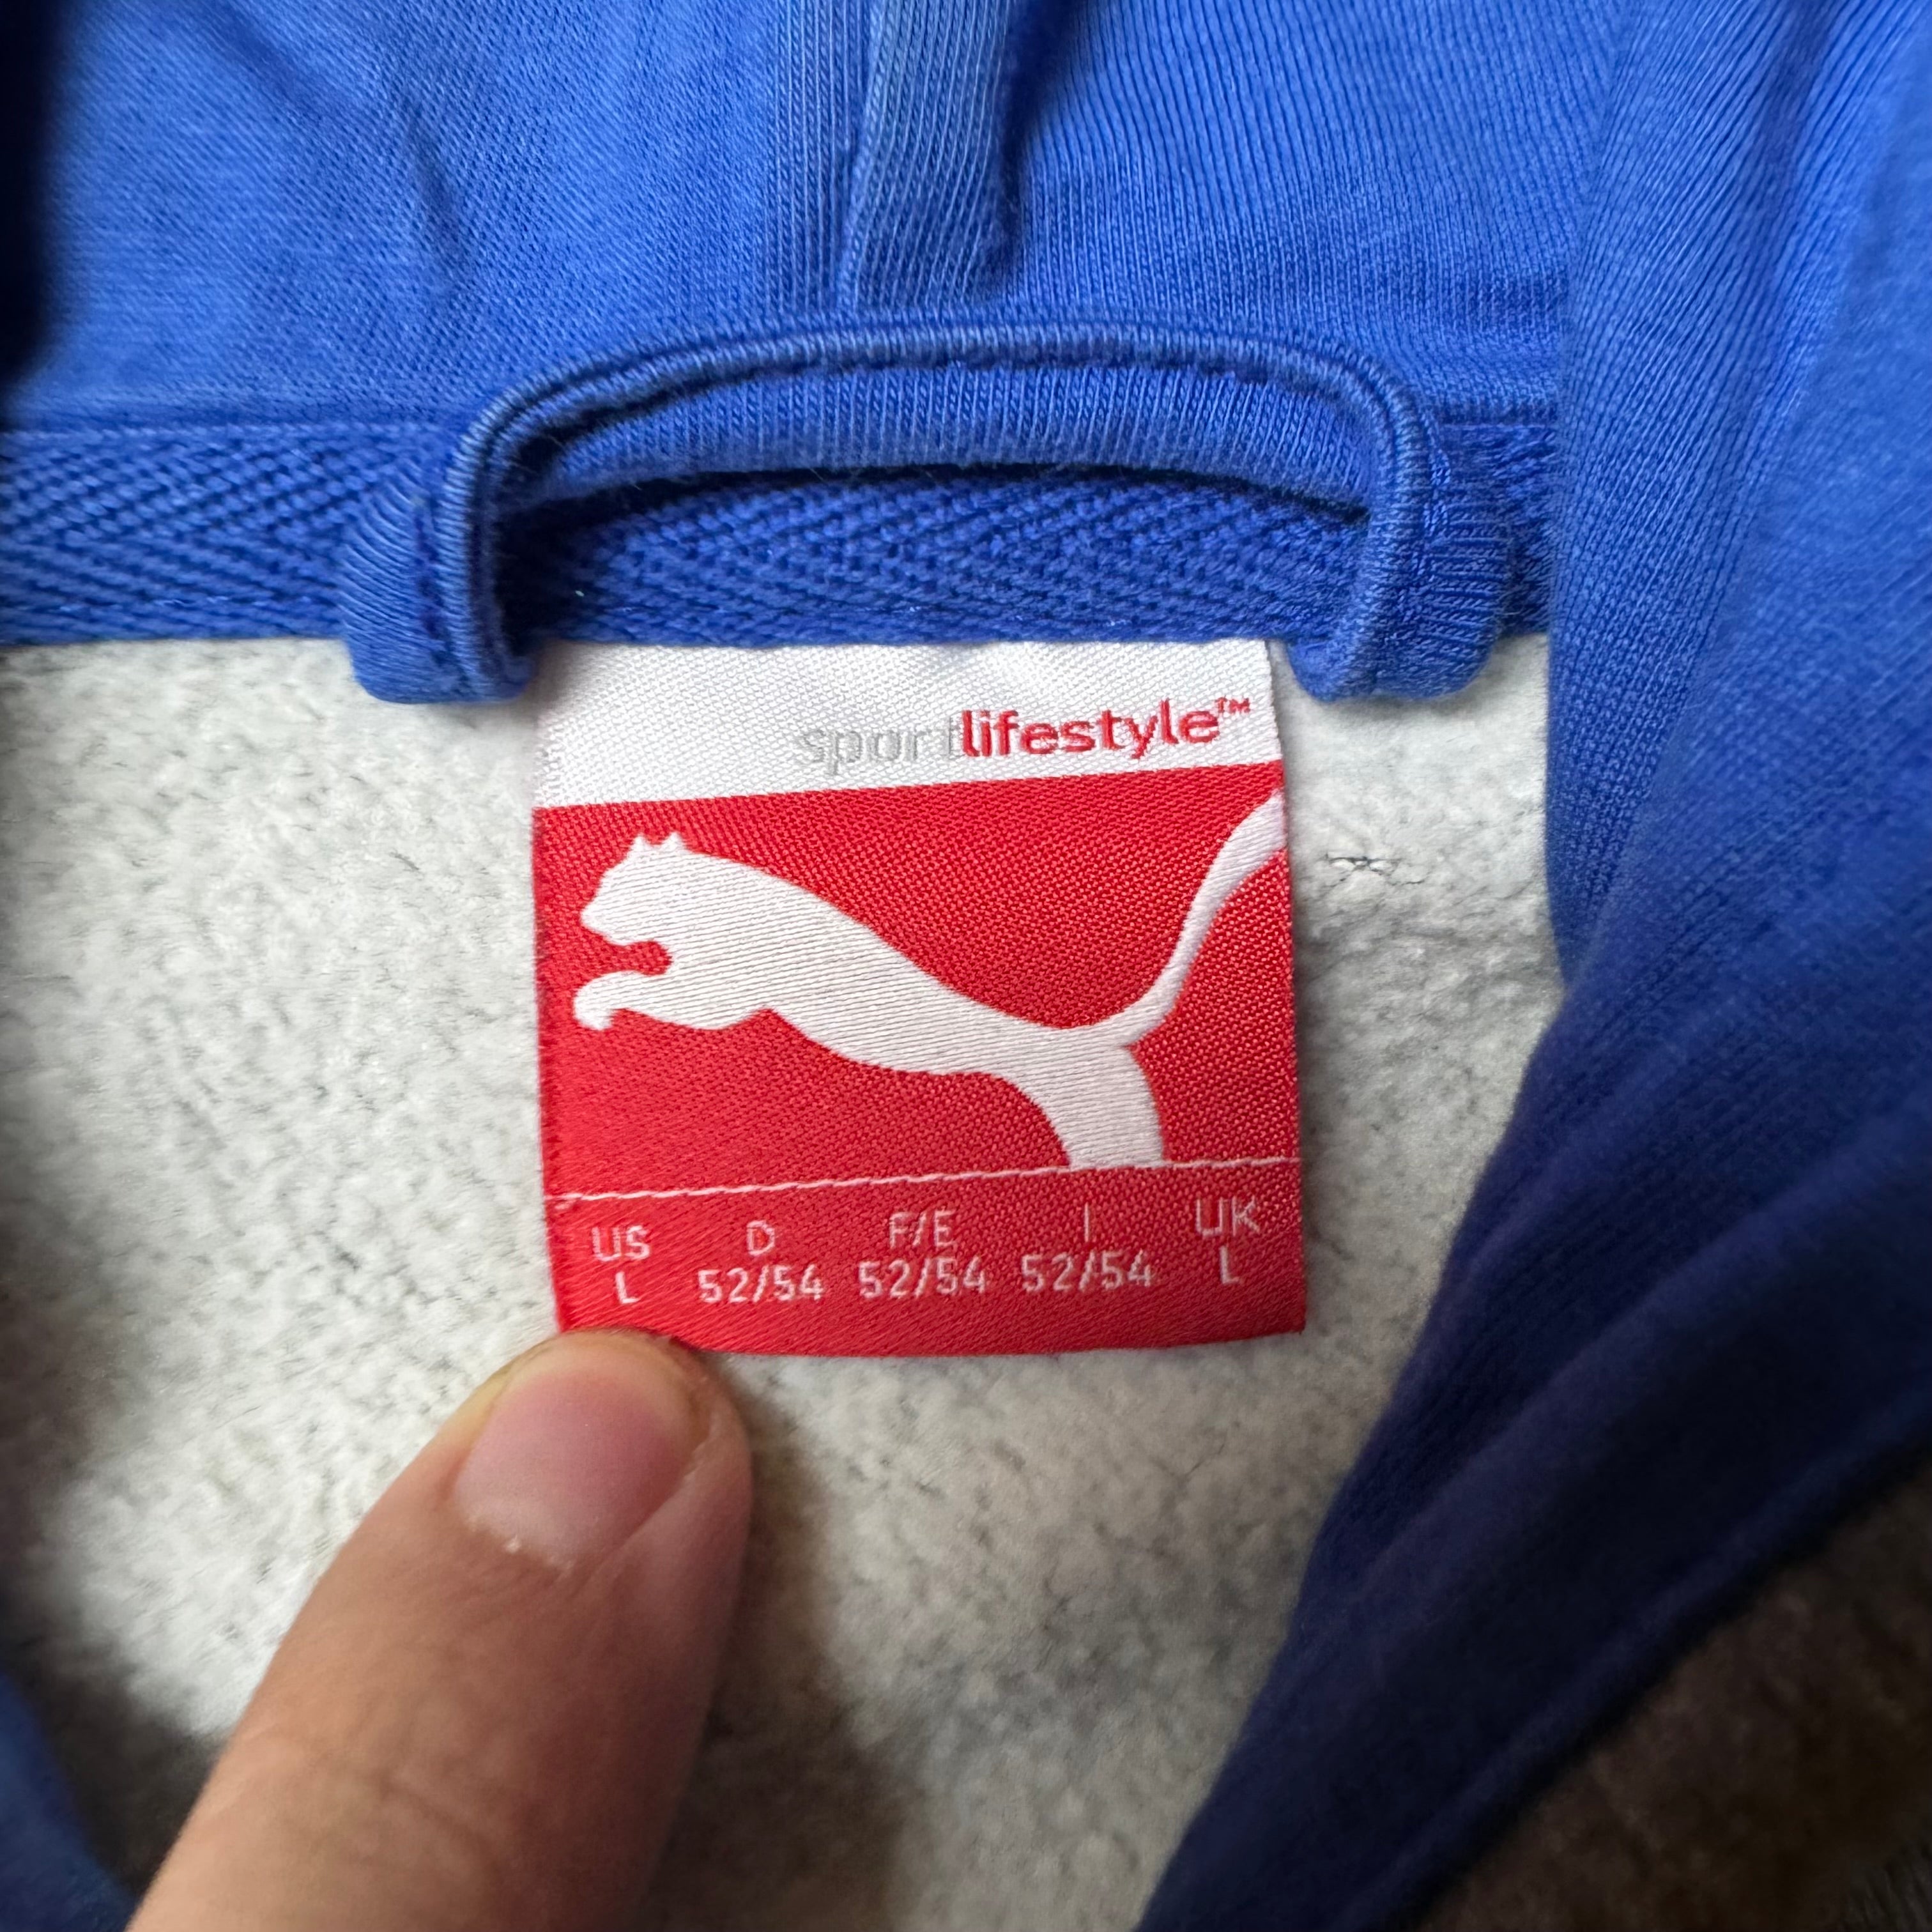 sportlifestyle™
US D F/E I UK
L 52/54 52/54 52/54 L